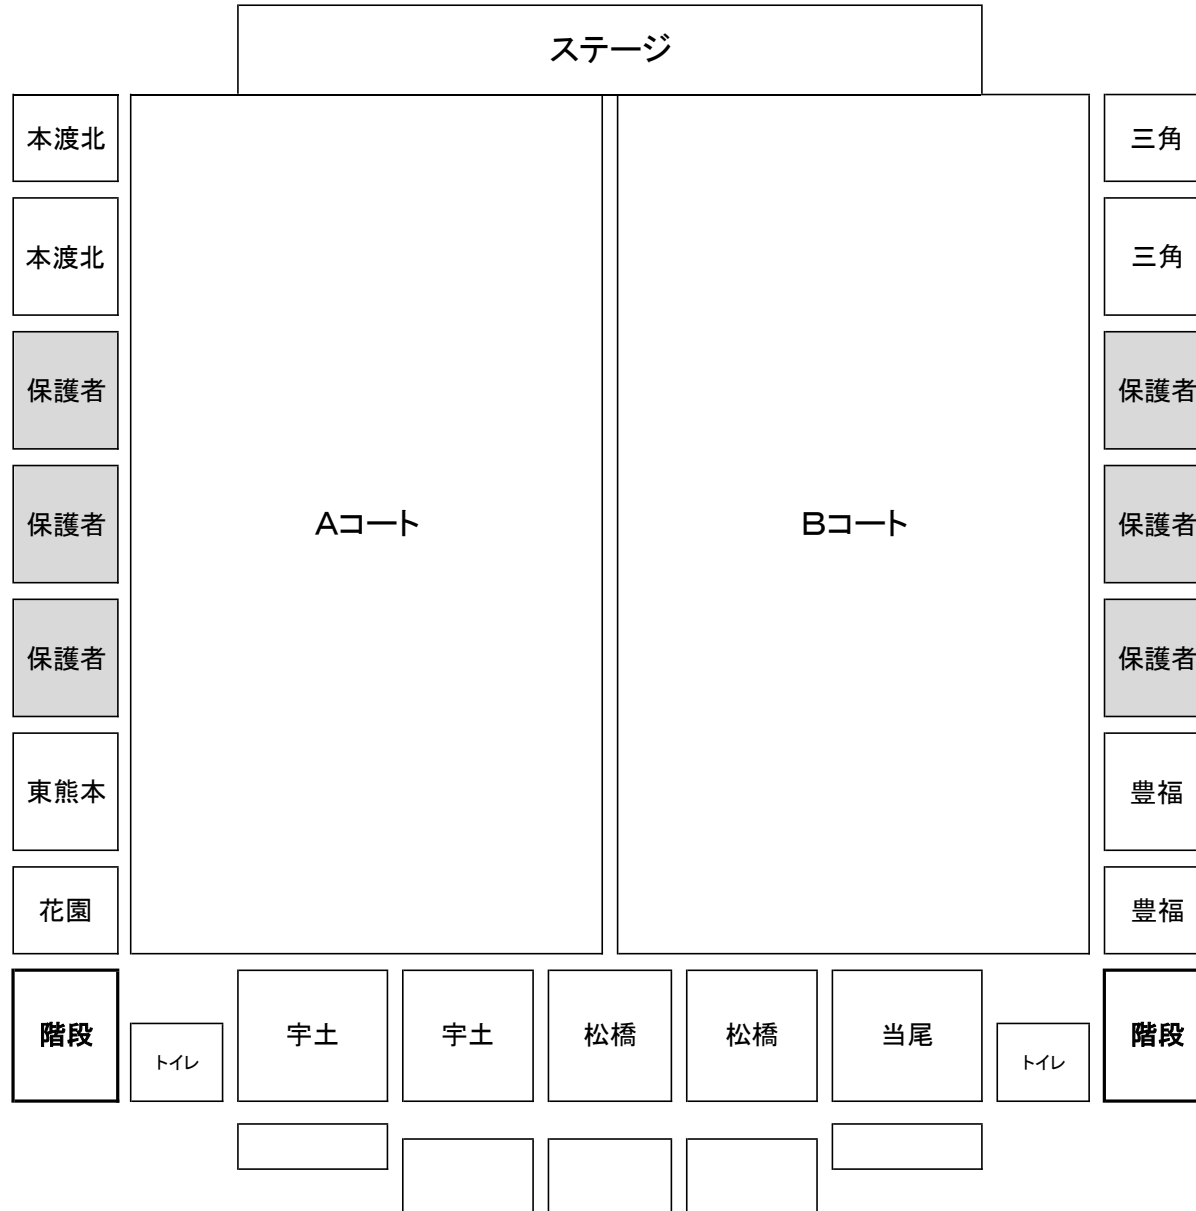 ステージ
本渡北
三角
本渡北
三角
保護者
保護者
保護者
Aコート
Bコート
保護者
保護者
保護者
東熊本
豊福
花園
豊福
階段
トイレ
宇土
宇土
松橋
松橋
当尾
トイレ
階段